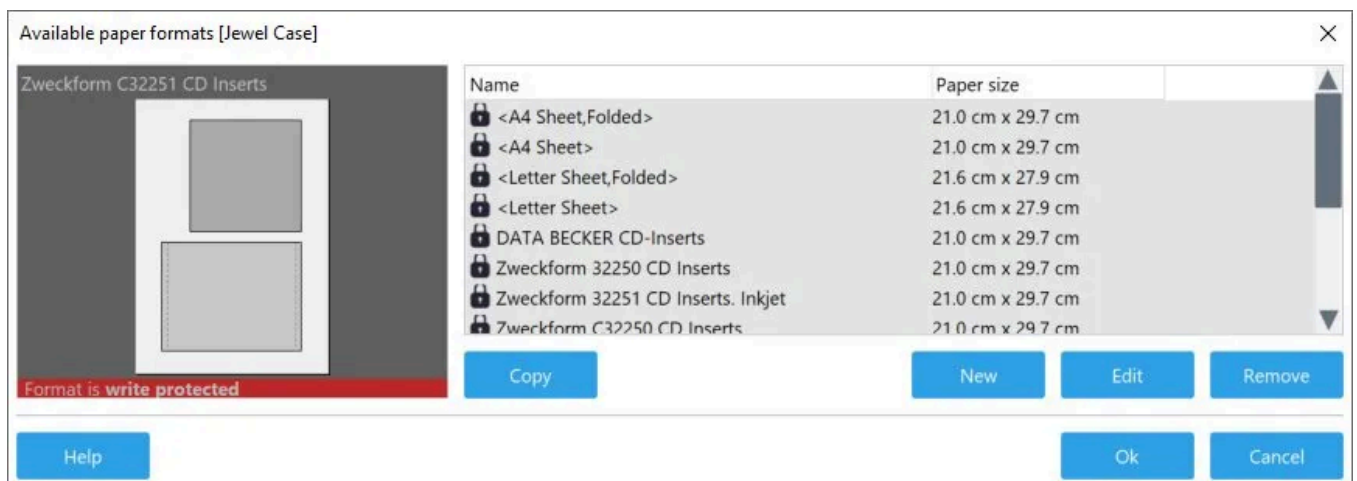 Available paper formats [Jewel Case]
Zweckform C32251 CD Inserts
Format is write protected
Name Paper size
<A4 Sheet,Folded> 21.0 cm x 29.7 cm
<A4 Sheet> 21.0 cm x 29.7 cm
<Letter Sheet,Folded> 21.6 cm x 27.9 cm
<Letter Sheet> 21.6 cm x 27.9 cm
DATA BECKER CD-Inserts 21.0 cm x 29.7 cm
Zweckform 32250 CD Inserts 21.0 cm x 29.7 cm
Zweckform 32251 CD Inserts. Inkjet 21.0 cm x 29.7 cm
Zweckform C32250 CD Inserts 21.0 cm x 29.7 cm
Copy New Edit Remove
Help Ok Cancel